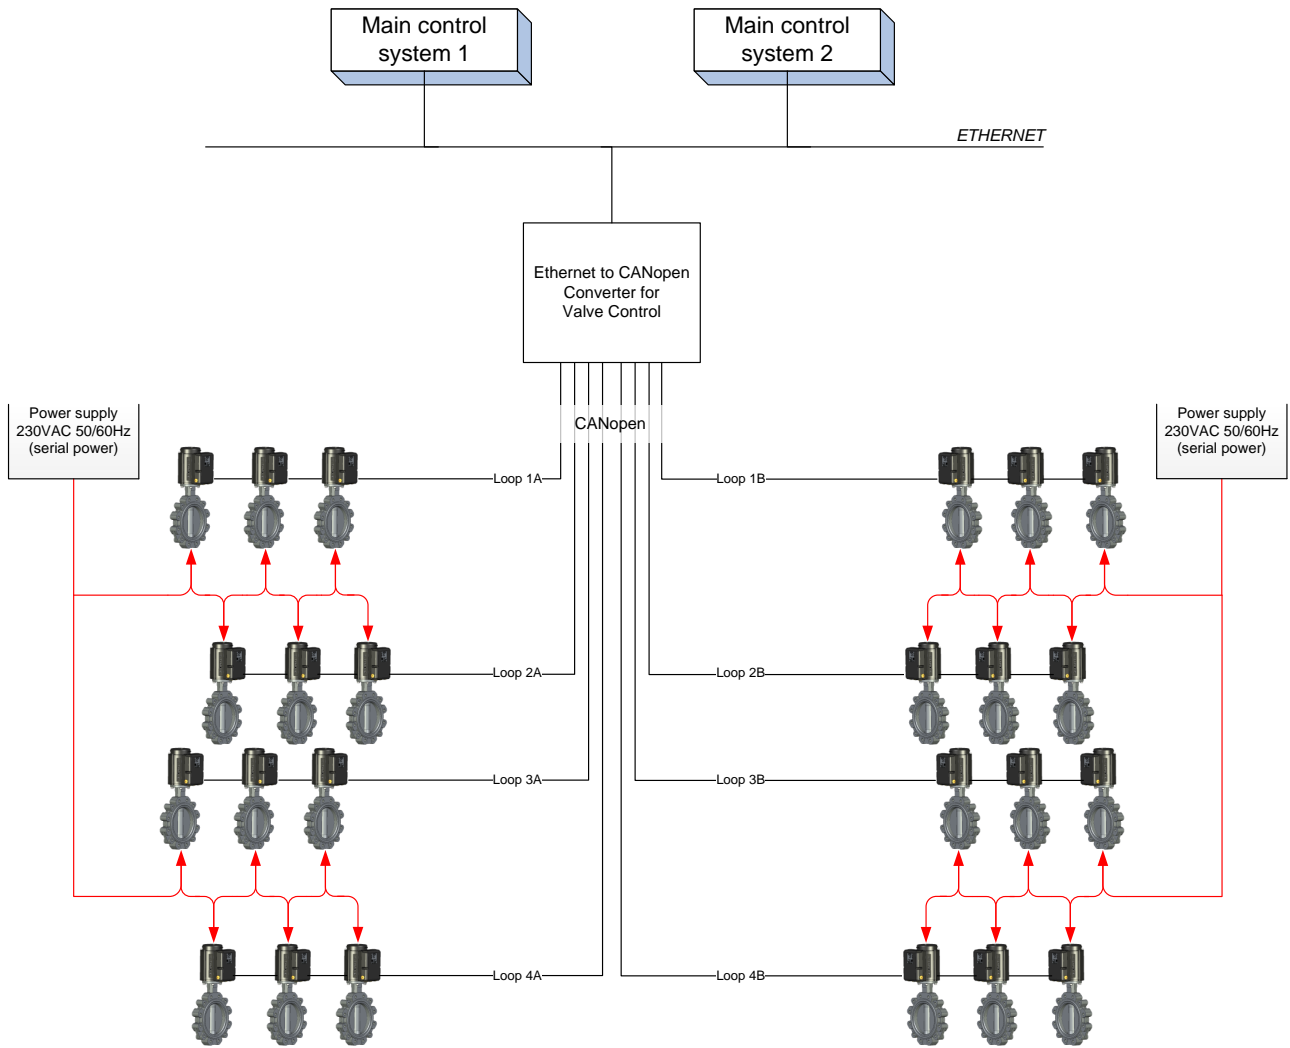 Main control
system 1
Main control
system 2
ETHERNET
Ethernet to CANopen
Converter for
Valve Control
CANopen
Power supply
230VAC 50/60Hz
(serial power)
Power supply
230VAC 50/60Hz
(serial power)
Loop 1A
Loop 1B
Loop 2A
Loop 2B
Loop 3A
Loop 3B
Loop 4A
Loop 4B